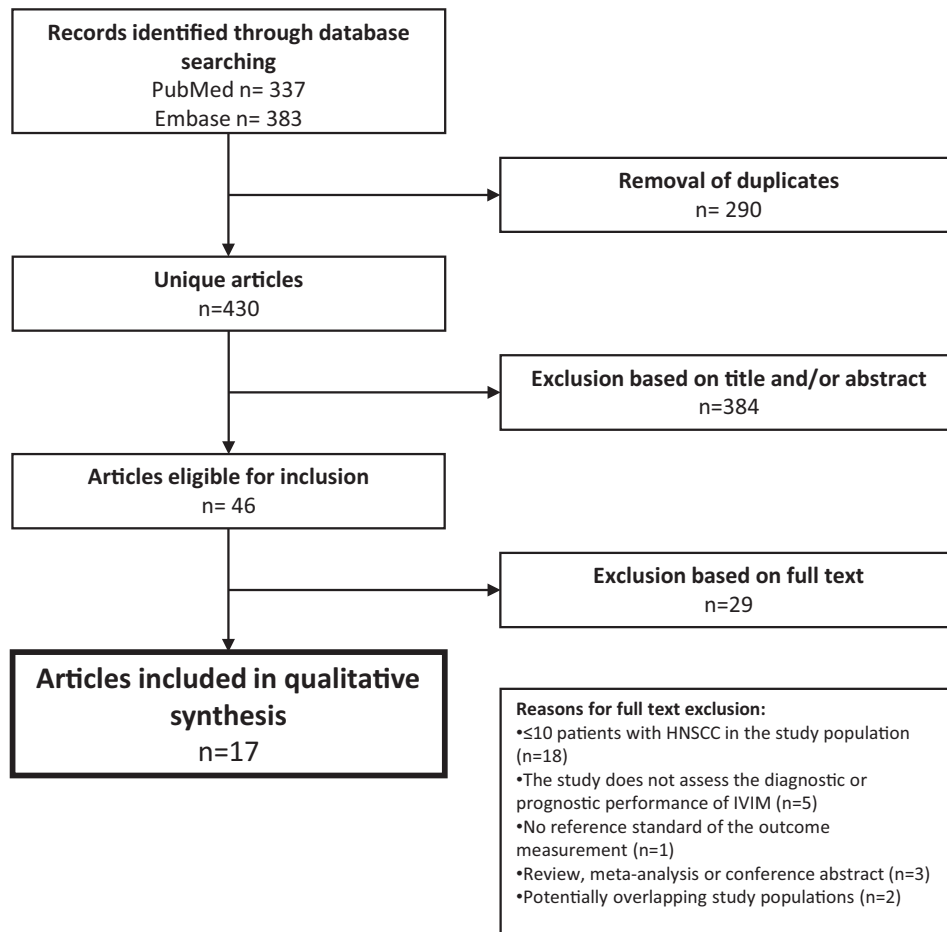 Records identified through database
searching
PubMed n= 337
Embase n= 383
Removal of duplicates
n= 290
Unique articles
n=430
Exclusion based on title and/or abstract
n=384
Articles eligible for inclusion
n= 46
Exclusion based on full text
n=29
Articles included in qualitative
synthesis
n=17
Reasons for full text exclusion:
•≤10 patients with HNSCC in the study population
(n=18)
•The study does not assess the diagnostic or
prognostic performance of IVIM (n=5)
•No reference standard of the outcome
measurement (n=1)
•Review, meta-analysis or conference abstract (n=3)
•Potentially overlapping study populations (n=2)